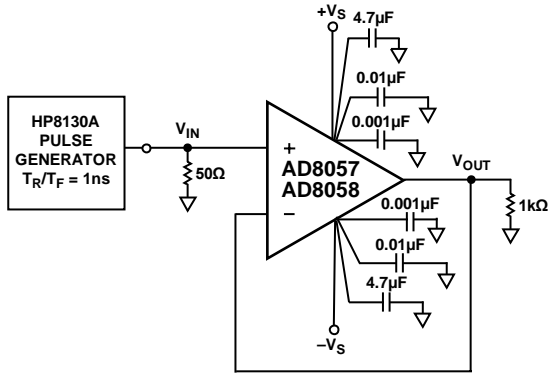 +VS
4.7µF
0.01µF
0.001µF
HP8130A
PULSE
GENERATOR
TR/TF = 1ns
VIN
50Ω
+
AD8057
AD8058
–
VOUT
1kΩ
0.001µF
0.01µF
4.7µF
–VS